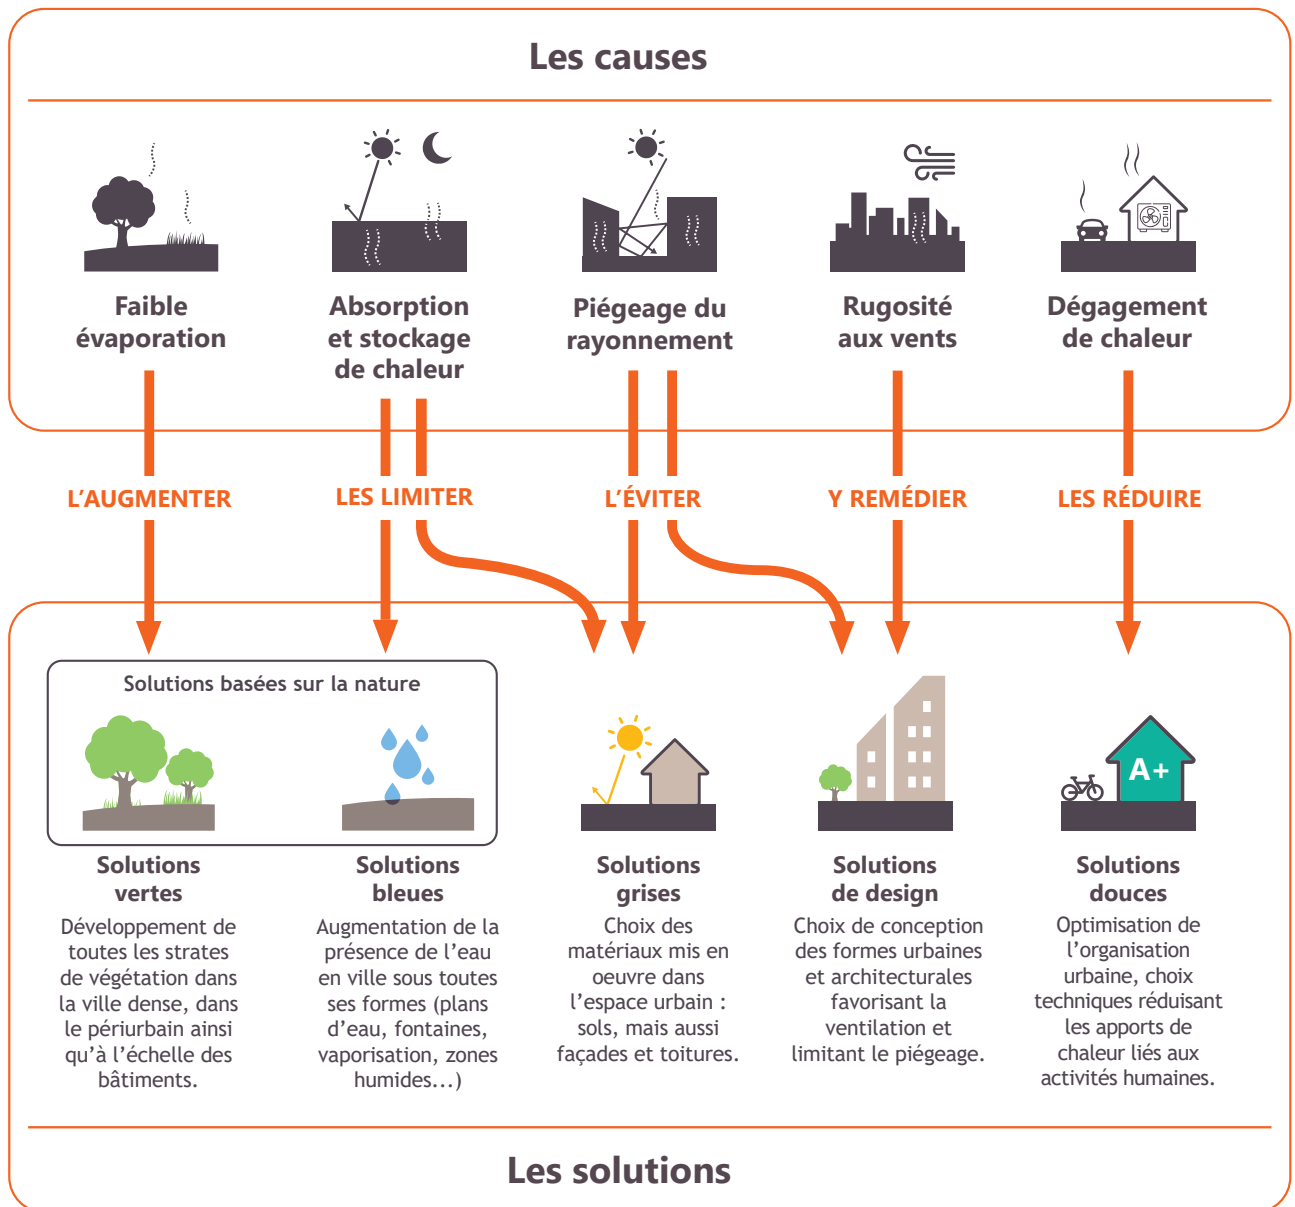 Les causes
Faible
évaporation
Absorption
et stockage
de chaleur
Piégeage du
rayonnement
Rugosité
aux vents
Dégagement
de chaleur
L'AUGMENTER
LES LIMITER
L'ÉVITER
Y REMÉDIER
LES RÉDUIRE
Solutions basées sur la nature
A+
Solutions
vertes
Développement de
toutes les strates
de végétation dans
la ville dense, dans
le périurbain ainsi
qu'à l'échelle des
bâtiments.
Solutions
bleues
Augmentation de la
présence de l'eau
en ville sous toutes
ses formes (plans
d'eau, fontaines,
vaporisation, zones
humides...)
Solutions
grises
Choix des
matériaux mis en
oeuvre dans
l'espace urbain :
sols, mais aussi
façades et toitures.
Solutions
de design
Choix de conception
des formes urbaines
et architecturales
favorisant la
ventilation et
limitant le piégeage.
Solutions
douces
Optimisation de
l'organisation
urbaine, choix
techniques réduisant
les apports de
chaleur liés aux
activités humaines.
Les solutions